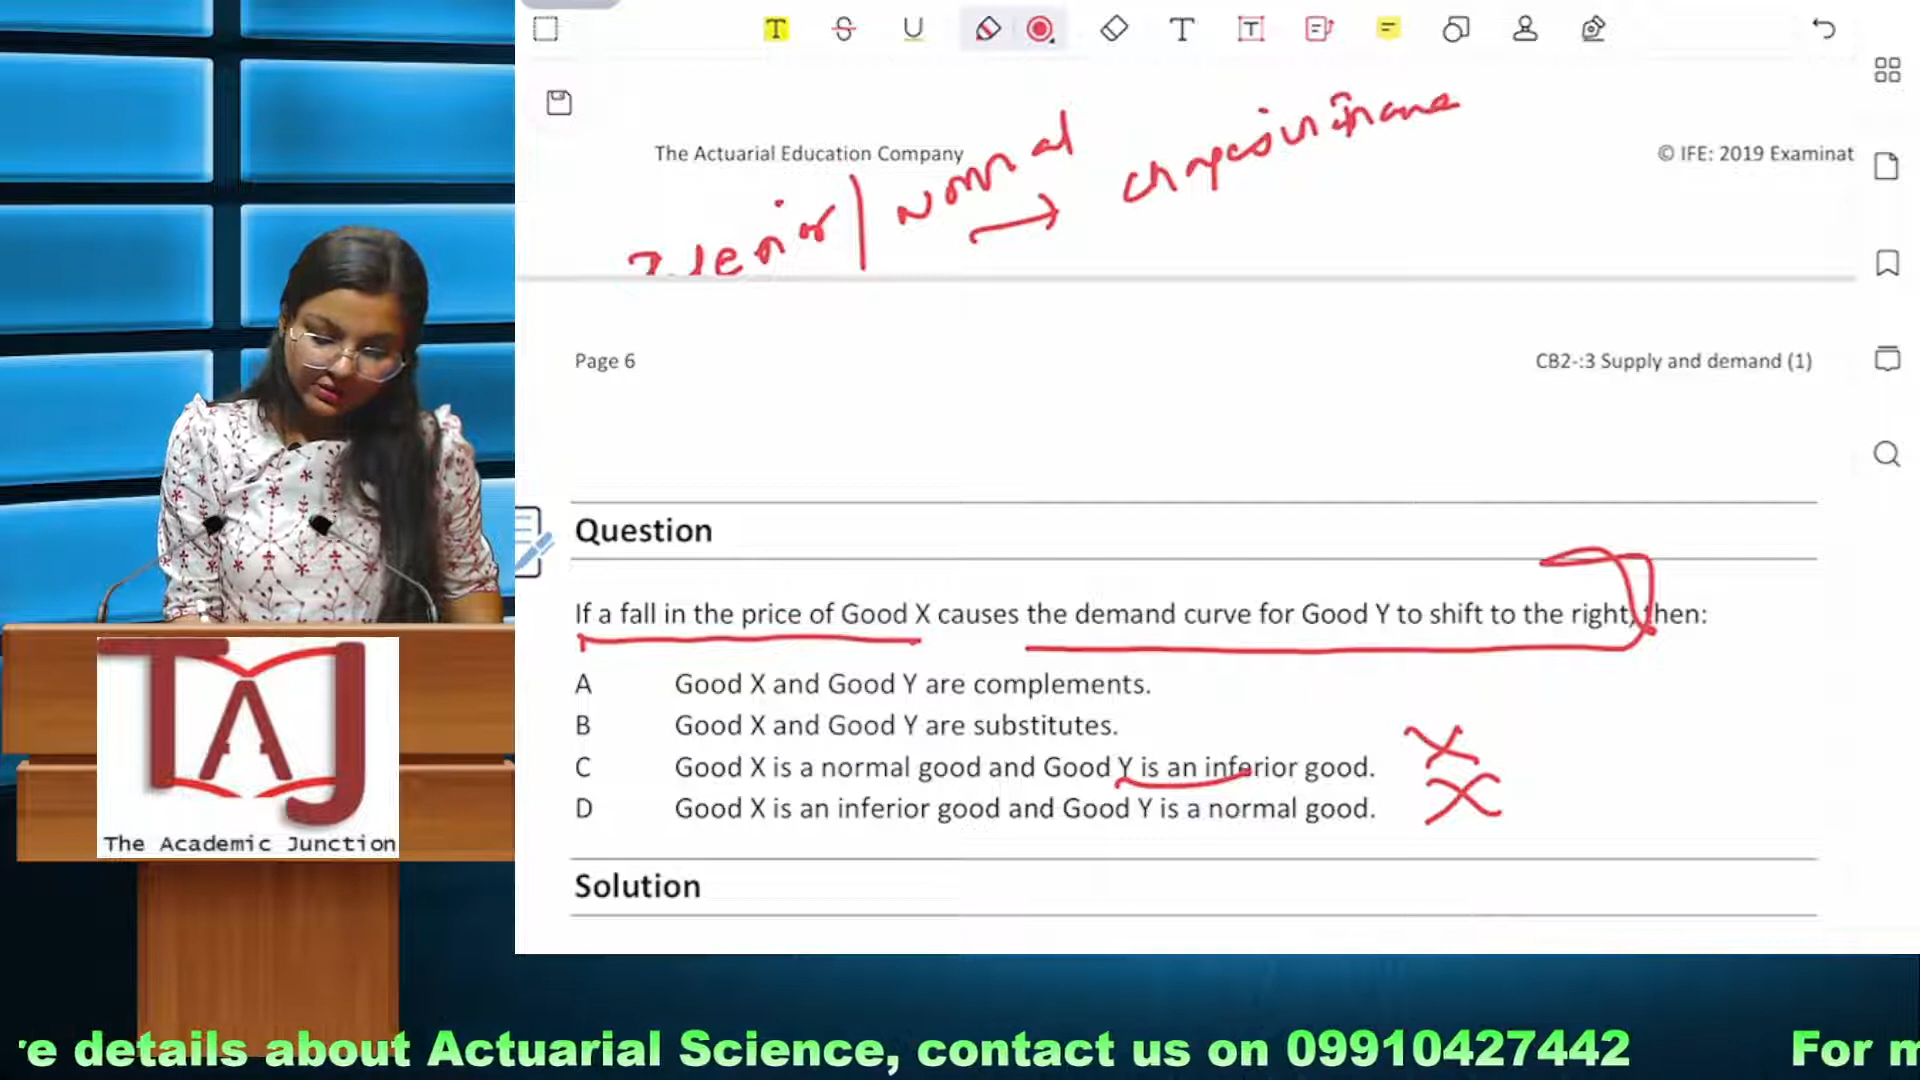 The Actuarial Education Company
© IFE: 2019 Examinat
Normal
Page 6
CB2-:3 Supply and demand (1)
Question
If a fall in the price of Good X causes the demand curve for Good Y to shift to the right, then:
A Good X and Good Y are complements.
B Good X and Good Y are substitutes.
C Good X is a normal good and Good Y is an inferior good.
D Good X is an inferior good and Good Y is a normal good.
Solution
TAJ
The Academic Junction
re details about Actuarial Science, contact us on 09910427442
For m